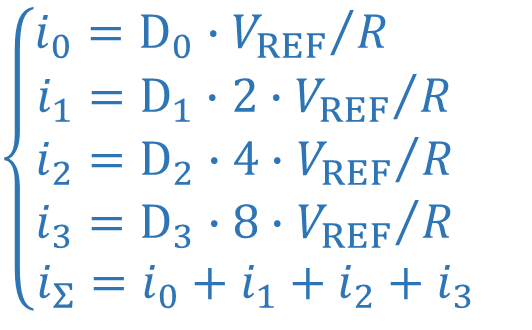 i₀ = D₀ · V_REF/R
i₁ = D₁ · 2 · V_REF/R
i₂ = D₂ · 4 · V_REF/R
i₃ = D₃ · 8 · V_REF/R
i_Σ = i₀ + i₁ + i₂ + i₃